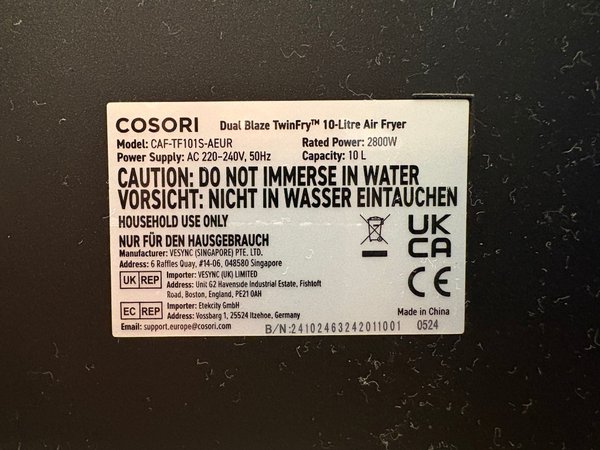 COSORI Dual Blaze TwinFry™ 10-Litre Air Fryer
Model: CAF-TF101S-AEUR Rated Power: 2800W
Power Supply: AC 220-240V, 50Hz Capacity: 10 L
CAUTION: DO NOT IMMERSE IN WATER
VORSICHT: NICHT IN WASSER EINTAUCHEN
HOUSEHOLD USE ONLY
NUR FÜR DEN HAUSGEBRAUCH
Manufacturer: VESYNC (SINGAPORE) PTE. LTD.
Address: 6 Raffles Quay, #14-06, 048580 Singapore
UK REP
Importer: VESYNC (UK) LIMITED
Address: Unit G2 Havenside Industrial Estate, Fishtoft
Road, Boston, England, PE21 0AH
EC REP
Importer: Etekcity GmbH
Address: Vossbarg 1, 25524 Itzehoe, Germany
Email: support.europe@cosori.com
UK
CA
CE
Made in China
B/N:24102463242011001 0524